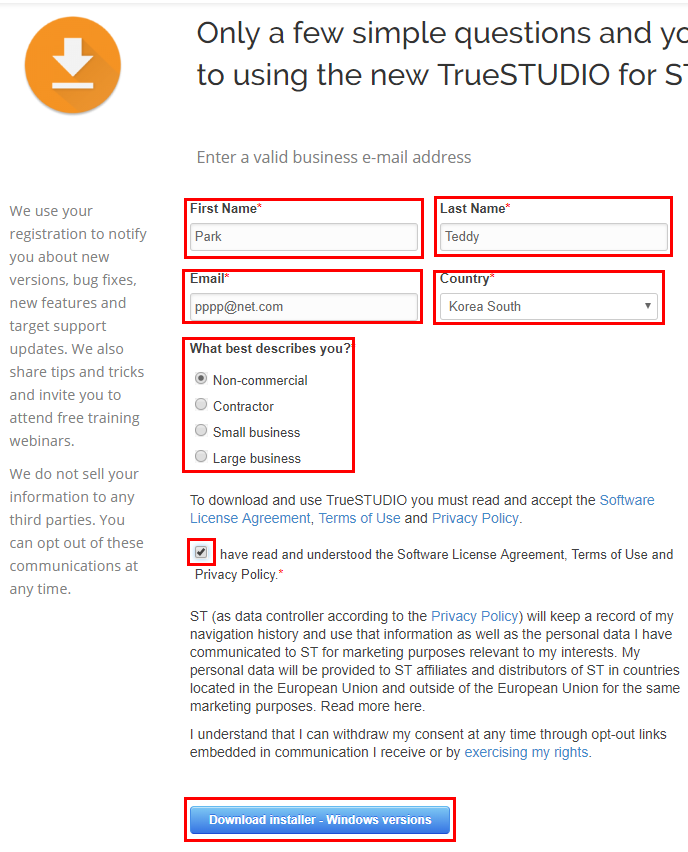 Only a few simple questions and yo
to using the new TrueSTUDIO for ST
Enter a valid business e-mail address
We use your
registration to notify
you about new
versions, bug fixes,
new features and
target support
updates. We also
share tips and tricks
and invite you to
attend free training
webinars.
We do not sell your
information to any
third parties. You
can opt out of these
communications at
any time.
First Name*
Last Name*
Park
Teddy
Email*
Country*
pppp@net.com
Korea South
What best describes you?*
Non-commercial
Contractor
Small business
Large business
To download and use TrueSTUDIO you must read and accept the Software
License Agreement, Terms of Use and Privacy Policy.
have read and understood the Software License Agreement, Terms of Use and
Privacy Policy.*
ST (as data controller according to the Privacy Policy) will keep a record of my
navigation history and use that information as well as the personal data I have
communicated to ST for marketing purposes relevant to my interests. My
personal data will be provided to ST affiliates and distributors of ST in countries
located in the European Union and outside of the European Union for the same
marketing purposes. Read more here.
I understand that I can withdraw my consent at any time through opt-out links
embedded in communication I receive or by exercising my rights.
Download installer - Windows versions